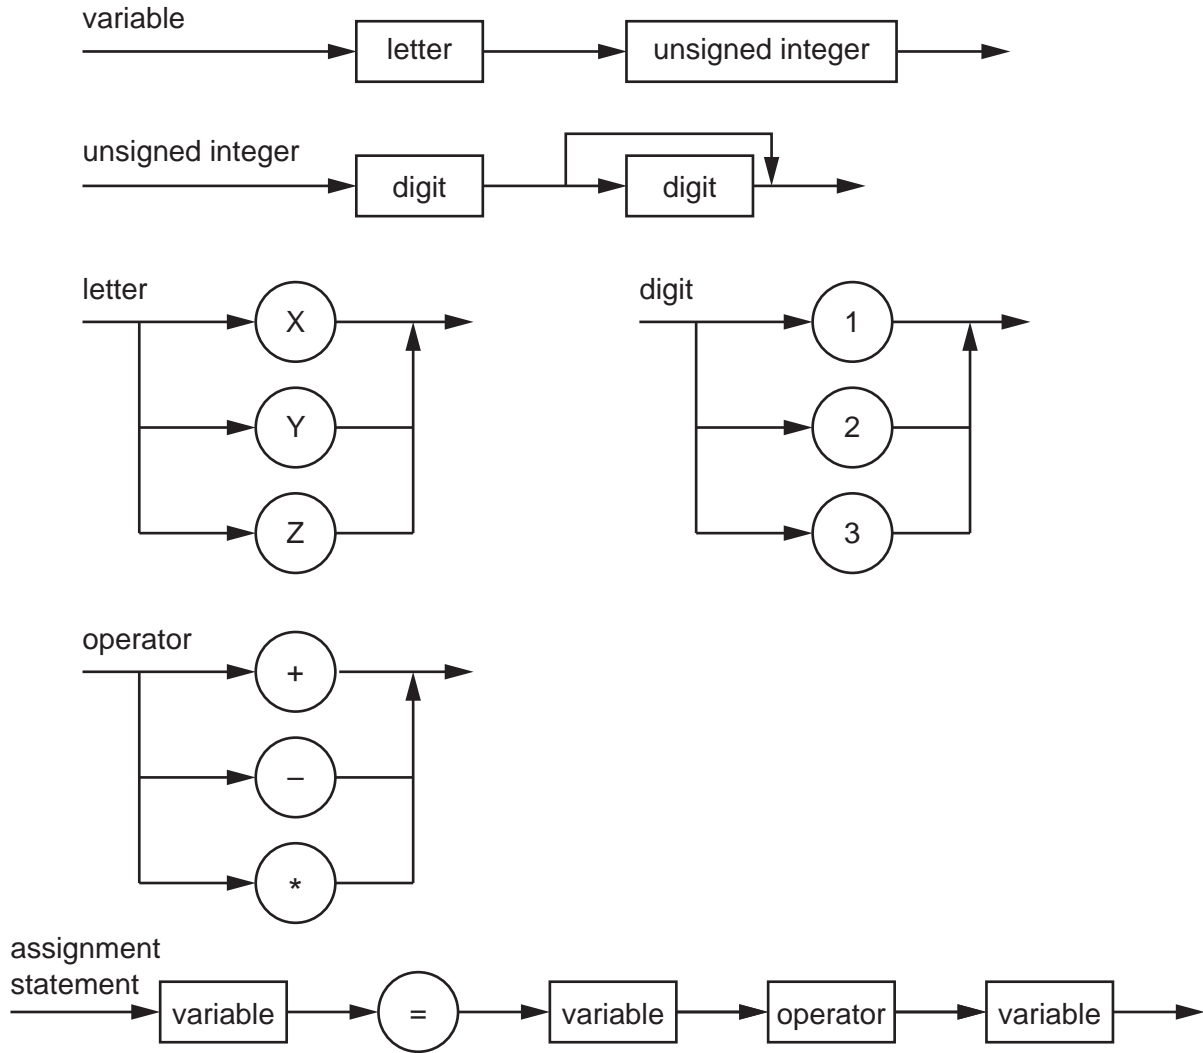 variable
letter unsigned integer
unsigned integer
digit digit
letter digit
X 1
Y 2
Z 3
operator
+
–
*
assignment
statement
variable = variable operator variable